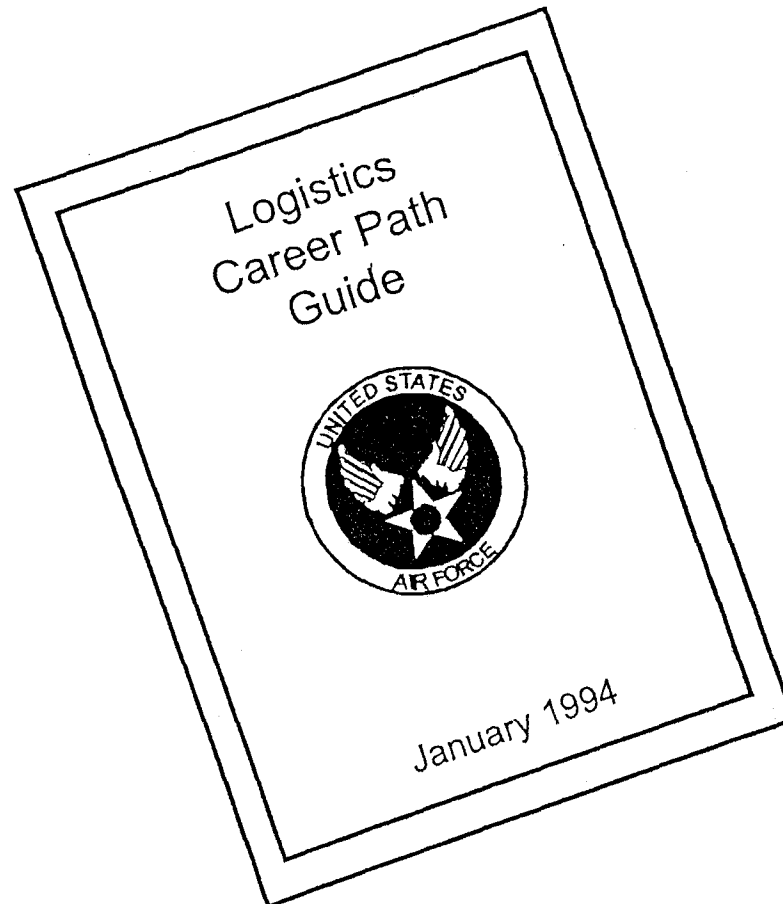 Logistics
Career Path
Guide
UNITED STATES
AIR FORCE
January 1994